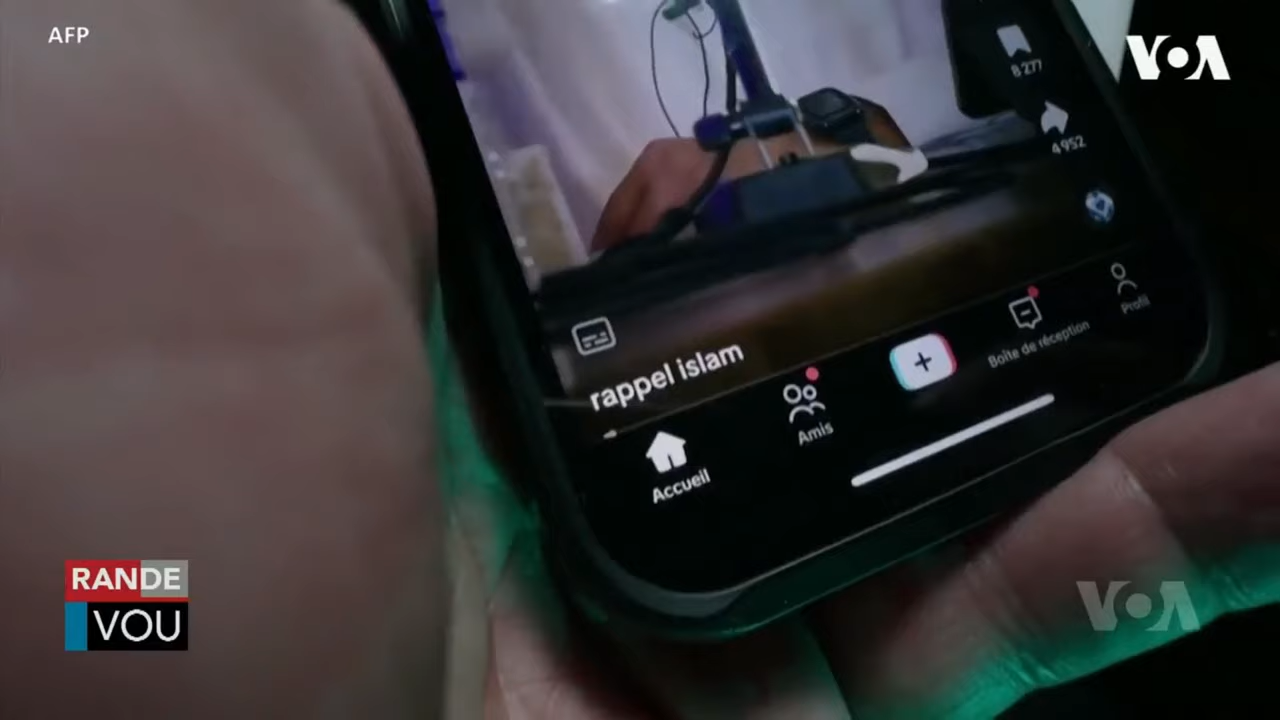 AFP
VOA
8 277
4 952
rappel islam
Accueil
Amis
Boîte de réception
Profil
RANDE
VOU
VOA